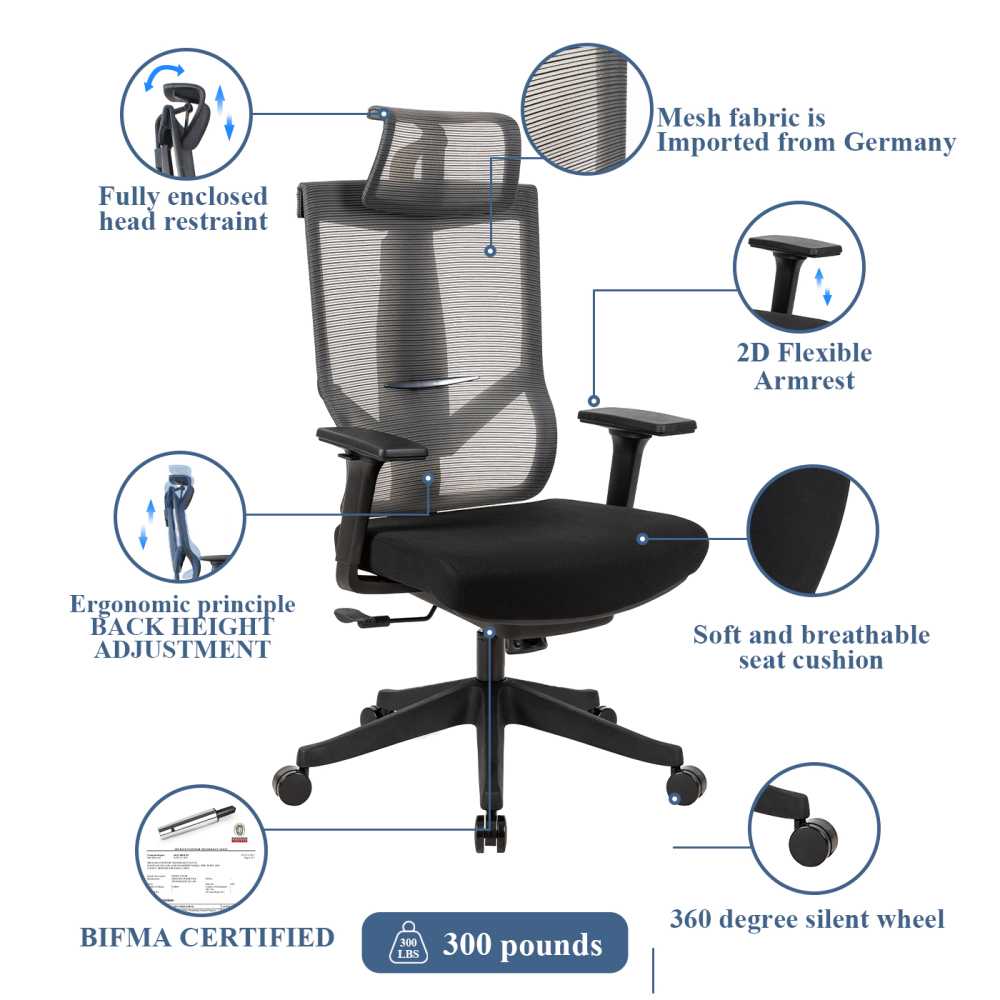 Mesh fabric is
Imported from Germany
Fully enclosed
head restraint
2D Flexible
Armrest
Ergonomic principle
BACK HEIGHT
ADJUSTMENT
Soft and breathable
seat cushion
BIFMA CERTIFIED
300
LBS
300 pounds
360 degree silent wheel